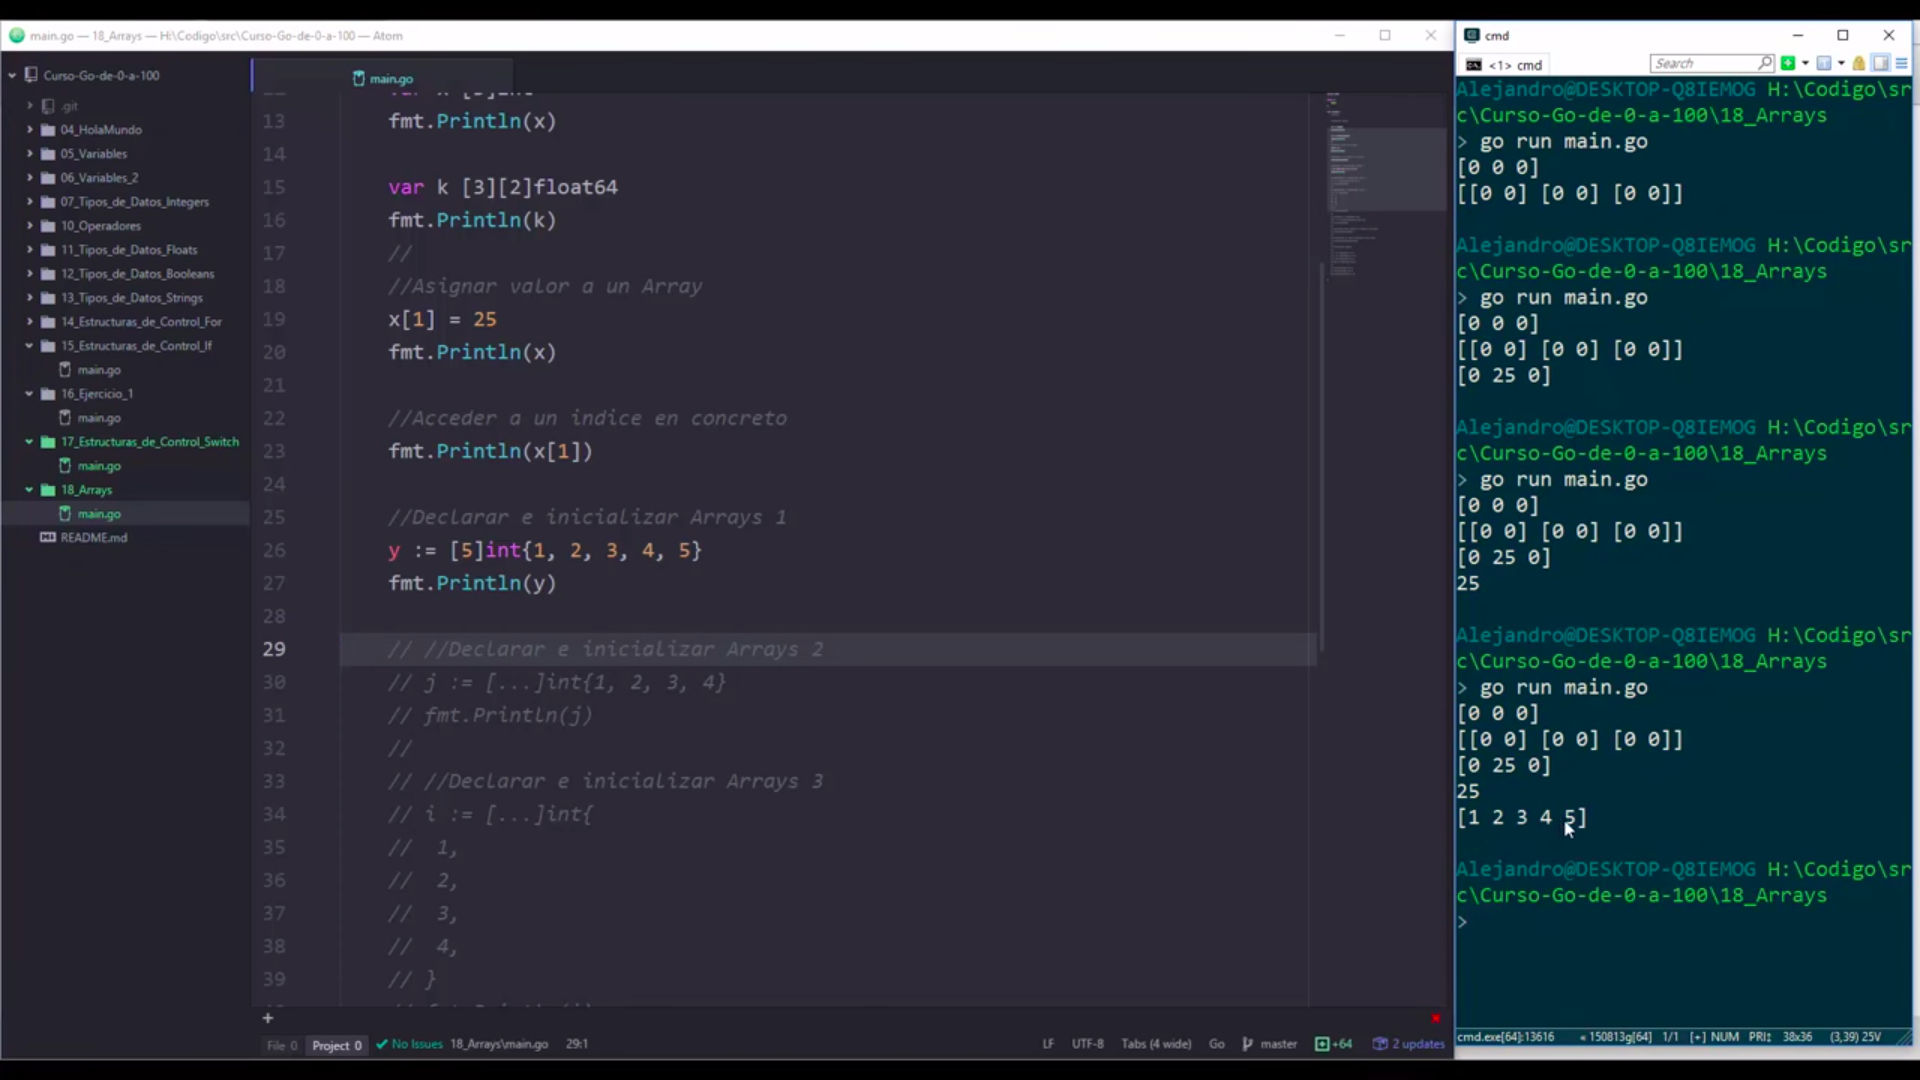 main.go — 18_Arrays — H:\Codigo\src\Curso-Go-de-0-a-100 — Atom
Curso-Go-de-0-a-100
.git
04_HolaMundo
05_Variables
06_Variables_2
07_Tipos_de_Datos_Integers
10_Operadores
11_Tipos_de_Datos_Floats
12_Tipos_de_Datos_Booleans
13_Tipos_de_Datos_Strings
14_Estructuras_de_Control_For
15_Estructuras_de_Control_If
main.go
16_Ejercicio_1
main.go
17_Estructuras_de_Control_Switch
main.go
18_Arrays
main.go
README.md
main.go
13 fmt.Println(x)
14
15 var k [3][2]float64
16 fmt.Println(k)
17 //
18 //Asignar valor a un Array
19 x[1] = 25
20 fmt.Println(x)
21
22 //Acceder a un indice en concreto
23 fmt.Println(x[1])
24
25 //Declarar e inicializar Arrays 1
26 y := [5]int{1, 2, 3, 4, 5}
27 fmt.Println(y)
28
29 // //Declarar e inicializar Arrays 2
30 // j := [...]int{1, 2, 3, 4}
31 // fmt.Println(j)
32 //
33 // //Declarar e inicializar Arrays 3
34 // i := [...]int{
35 // 1,
36 // 2,
37 // 3,
38 // 4,
39 // }
File 0 Project 0 No Issues 18_Arrays\main.go 29:1 LF UTF-8 Tabs (4 wide) Go master +64 2 updates
cmd
<1> cmd Search
Alejandro@DESKTOP-Q8IEMOG H:\Codigo\sr
c\Curso-Go-de-0-a-100\18_Arrays
> go run main.go
[0 0 0]
[[0 0] [0 0] [0 0]]
Alejandro@DESKTOP-Q8IEMOG H:\Codigo\sr
c\Curso-Go-de-0-a-100\18_Arrays
> go run main.go
[0 0 0]
[[0 0] [0 0] [0 0]]
[0 25 0]
Alejandro@DESKTOP-Q8IEMOG H:\Codigo\sr
c\Curso-Go-de-0-a-100\18_Arrays
> go run main.go
[0 0 0]
[[0 0] [0 0] [0 0]]
[0 25 0]
25
Alejandro@DESKTOP-Q8IEMOG H:\Codigo\sr
c\Curso-Go-de-0-a-100\18_Arrays
> go run main.go
[0 0 0]
[[0 0] [0 0] [0 0]]
[0 25 0]
25
[1 2 3 4 5]
Alejandro@DESKTOP-Q8IEMOG H:\Codigo\sr
c\Curso-Go-de-0-a-100\18_Arrays
>
cmd.exe[64]:13616 « 150813g[64] 1/1 [+] NUM PRI‡ 38x36 (3,39) 25V